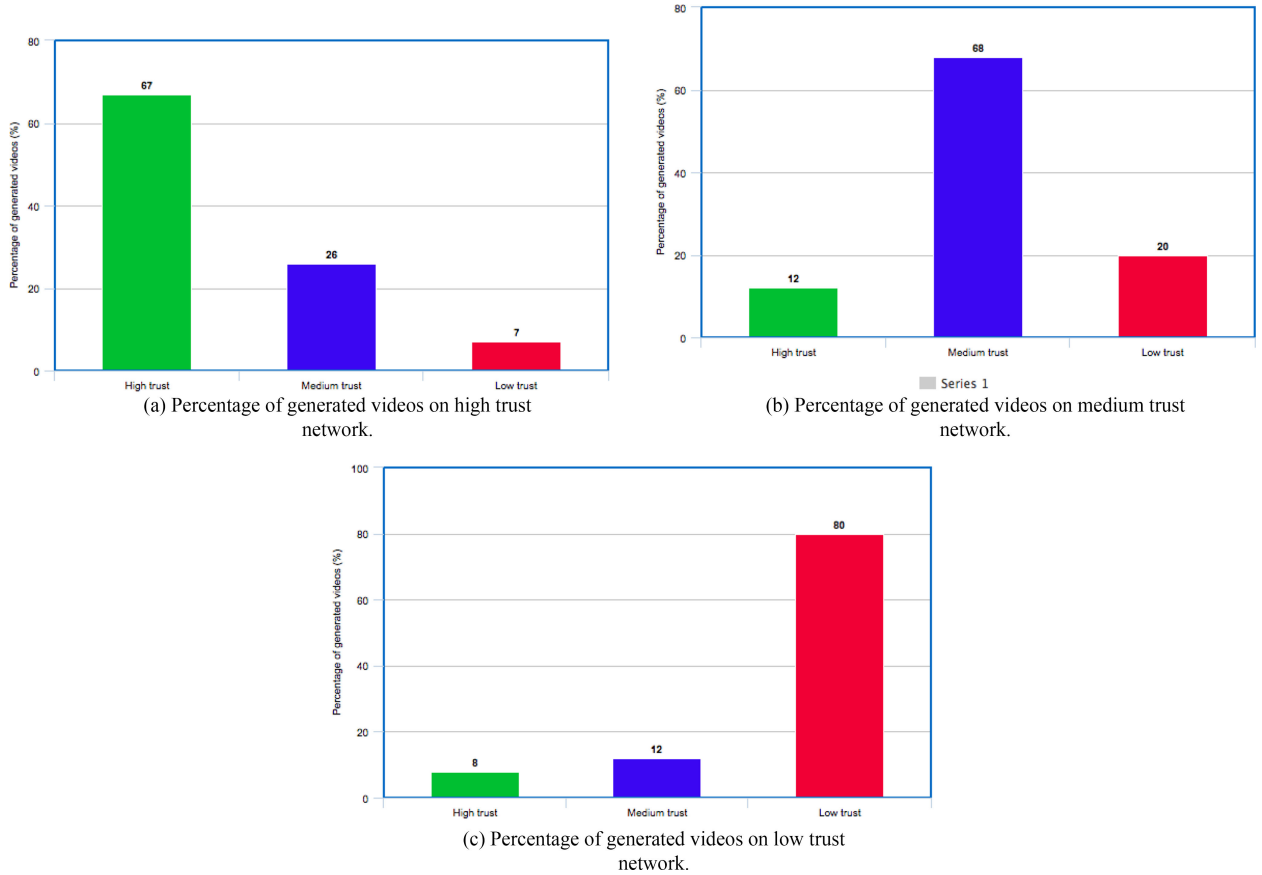 80
60
40
20
0
Percentage of generated videos (%)
67
26
7
High trust
Medium trust
Low trust
(a) Percentage of generated videos on high trust
network.
80
60
40
20
0
Percentage of generated videos (%)
12
68
20
High trust
Medium trust
Low trust
Series 1
(b) Percentage of generated videos on medium trust
network.
100
80
60
40
20
0
Percentage of generated videos (%)
8
12
80
High trust
Medium trust
Low trust
(c) Percentage of generated videos on low trust
network.